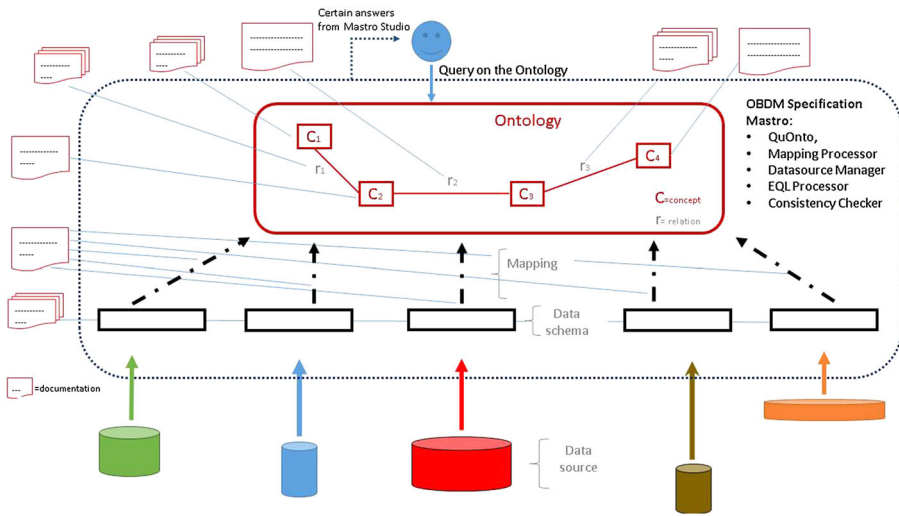 Certain answers
from Mastro Studio
Query on the Ontology
Ontology
OBDM Specification
Mastro:
• QuOnto,
• Mapping Processor
• Datasource Manager
• EQL Processor
• Consistency Checker
C1
r1
C2
r2
C3
r3
C4
C=concept
r= relation
Mapping
Data
schema
=documentation
Data
source